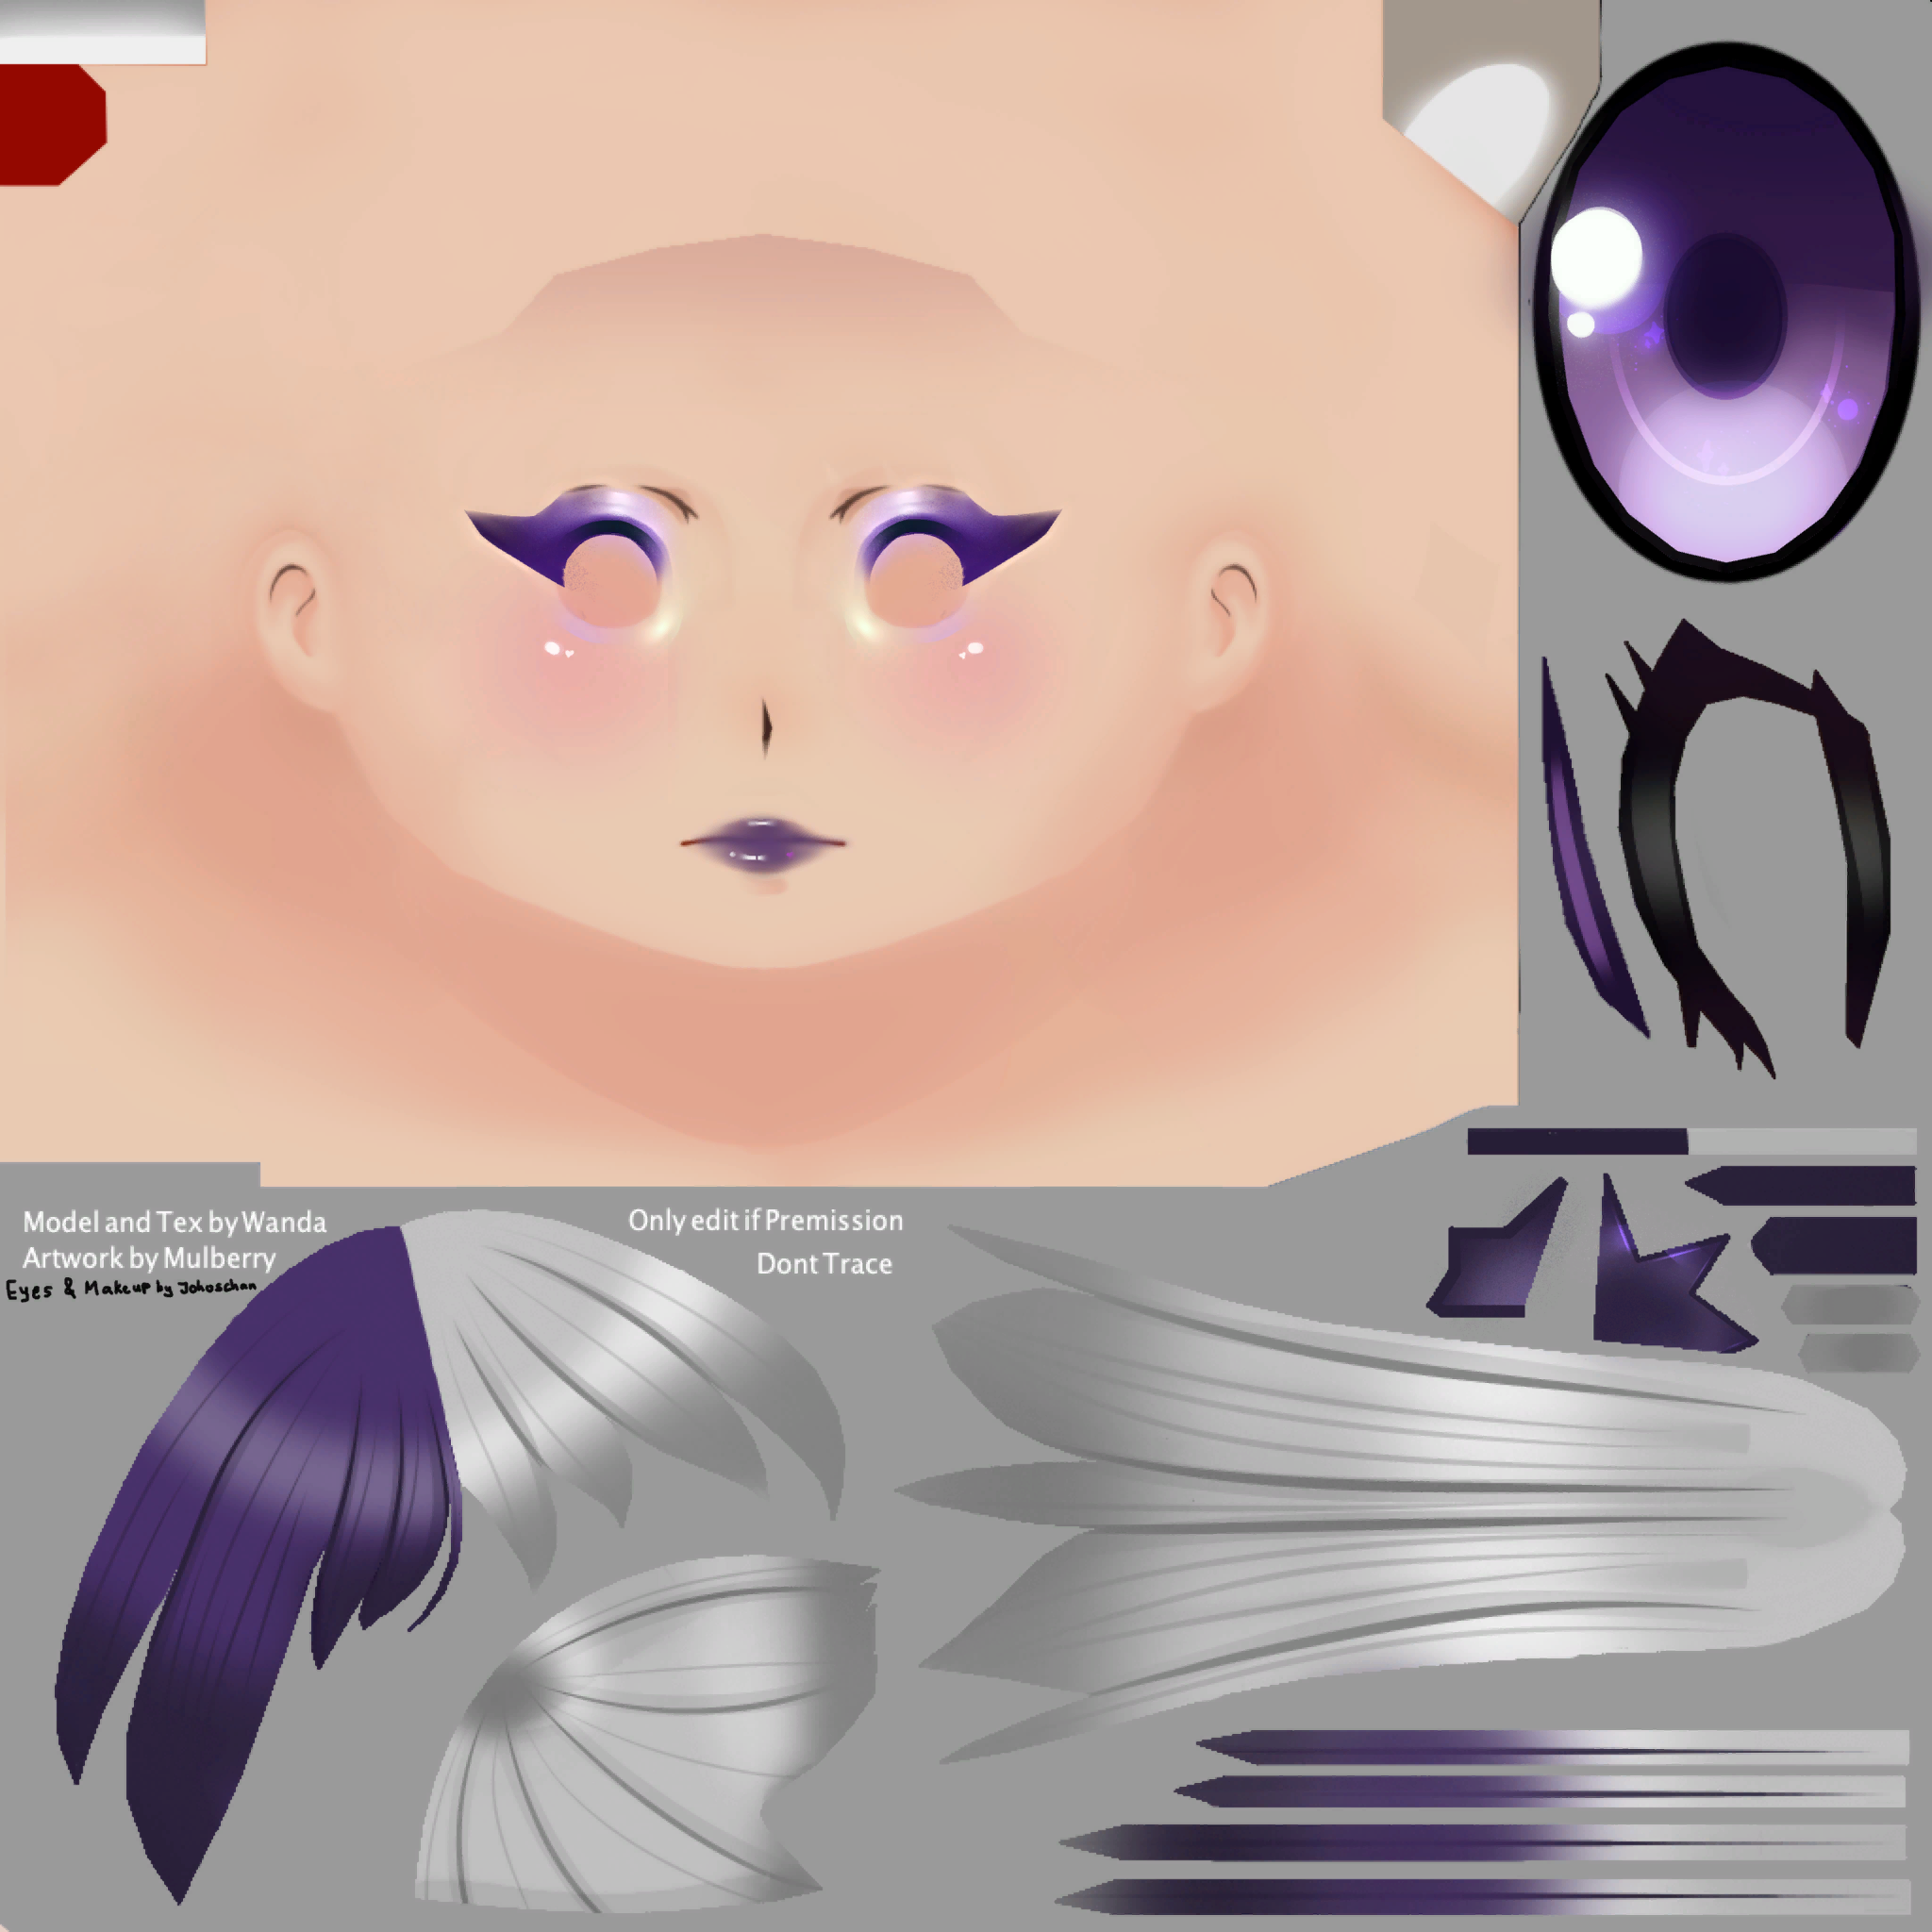 Model and Tex by Wanda
Artwork by Mulberry
Eyes & Makeup by Johoschan
Only edit if Premission
Dont Trace